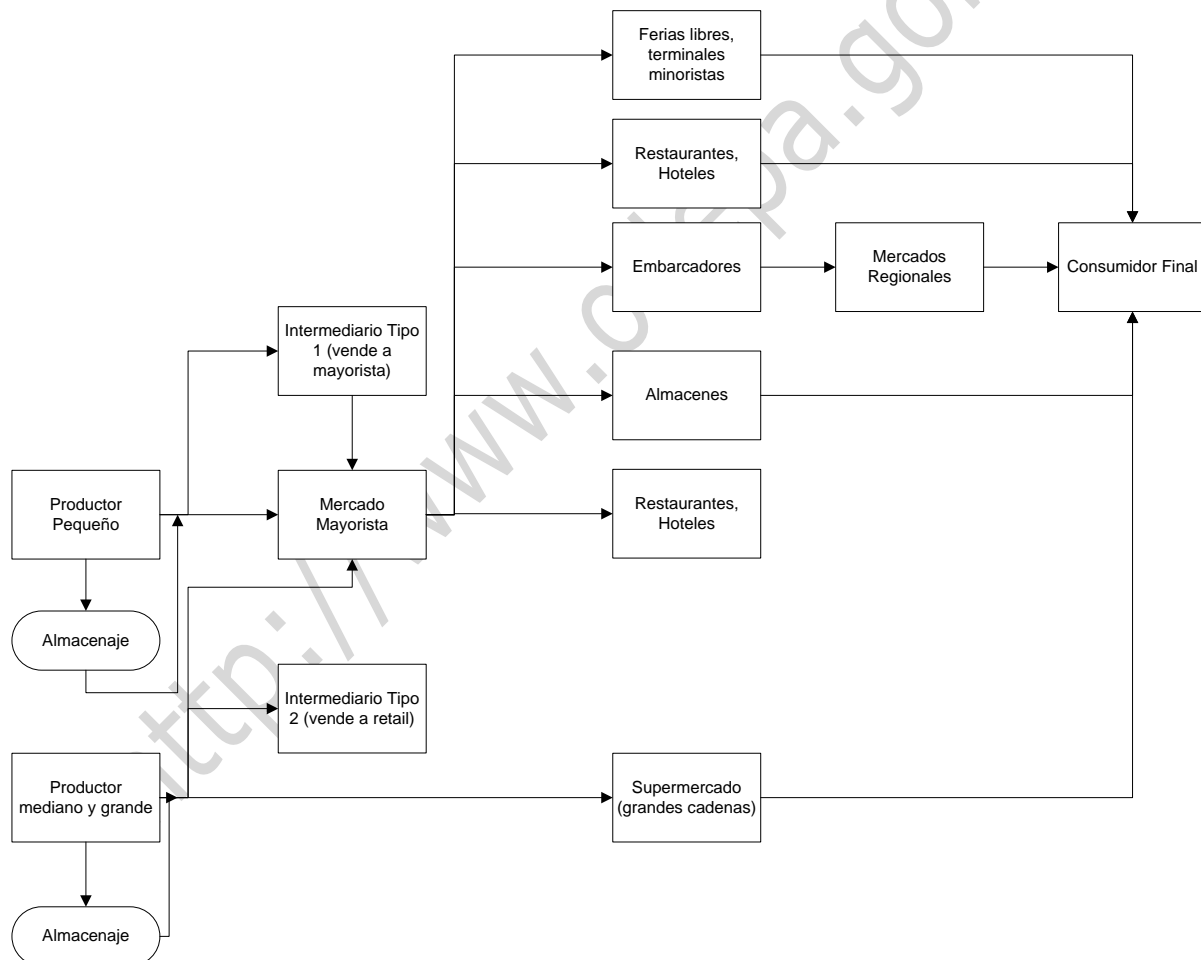 Ferias libres,
terminales
minoristas
Restaurantes,
Hoteles
Embarcadores
Mercados
Regionales
Consumidor Final
Intermediario Tipo
1 (vende a
mayorista)
Almacenes
Productor
Pequeño
Mercado
Mayorista
Restaurantes,
Hoteles
Almacenaje
Intermediario Tipo
2 (vende a retail)
Productor
mediano y grande
Supermercado
(grandes cadenas)
Almacenaje